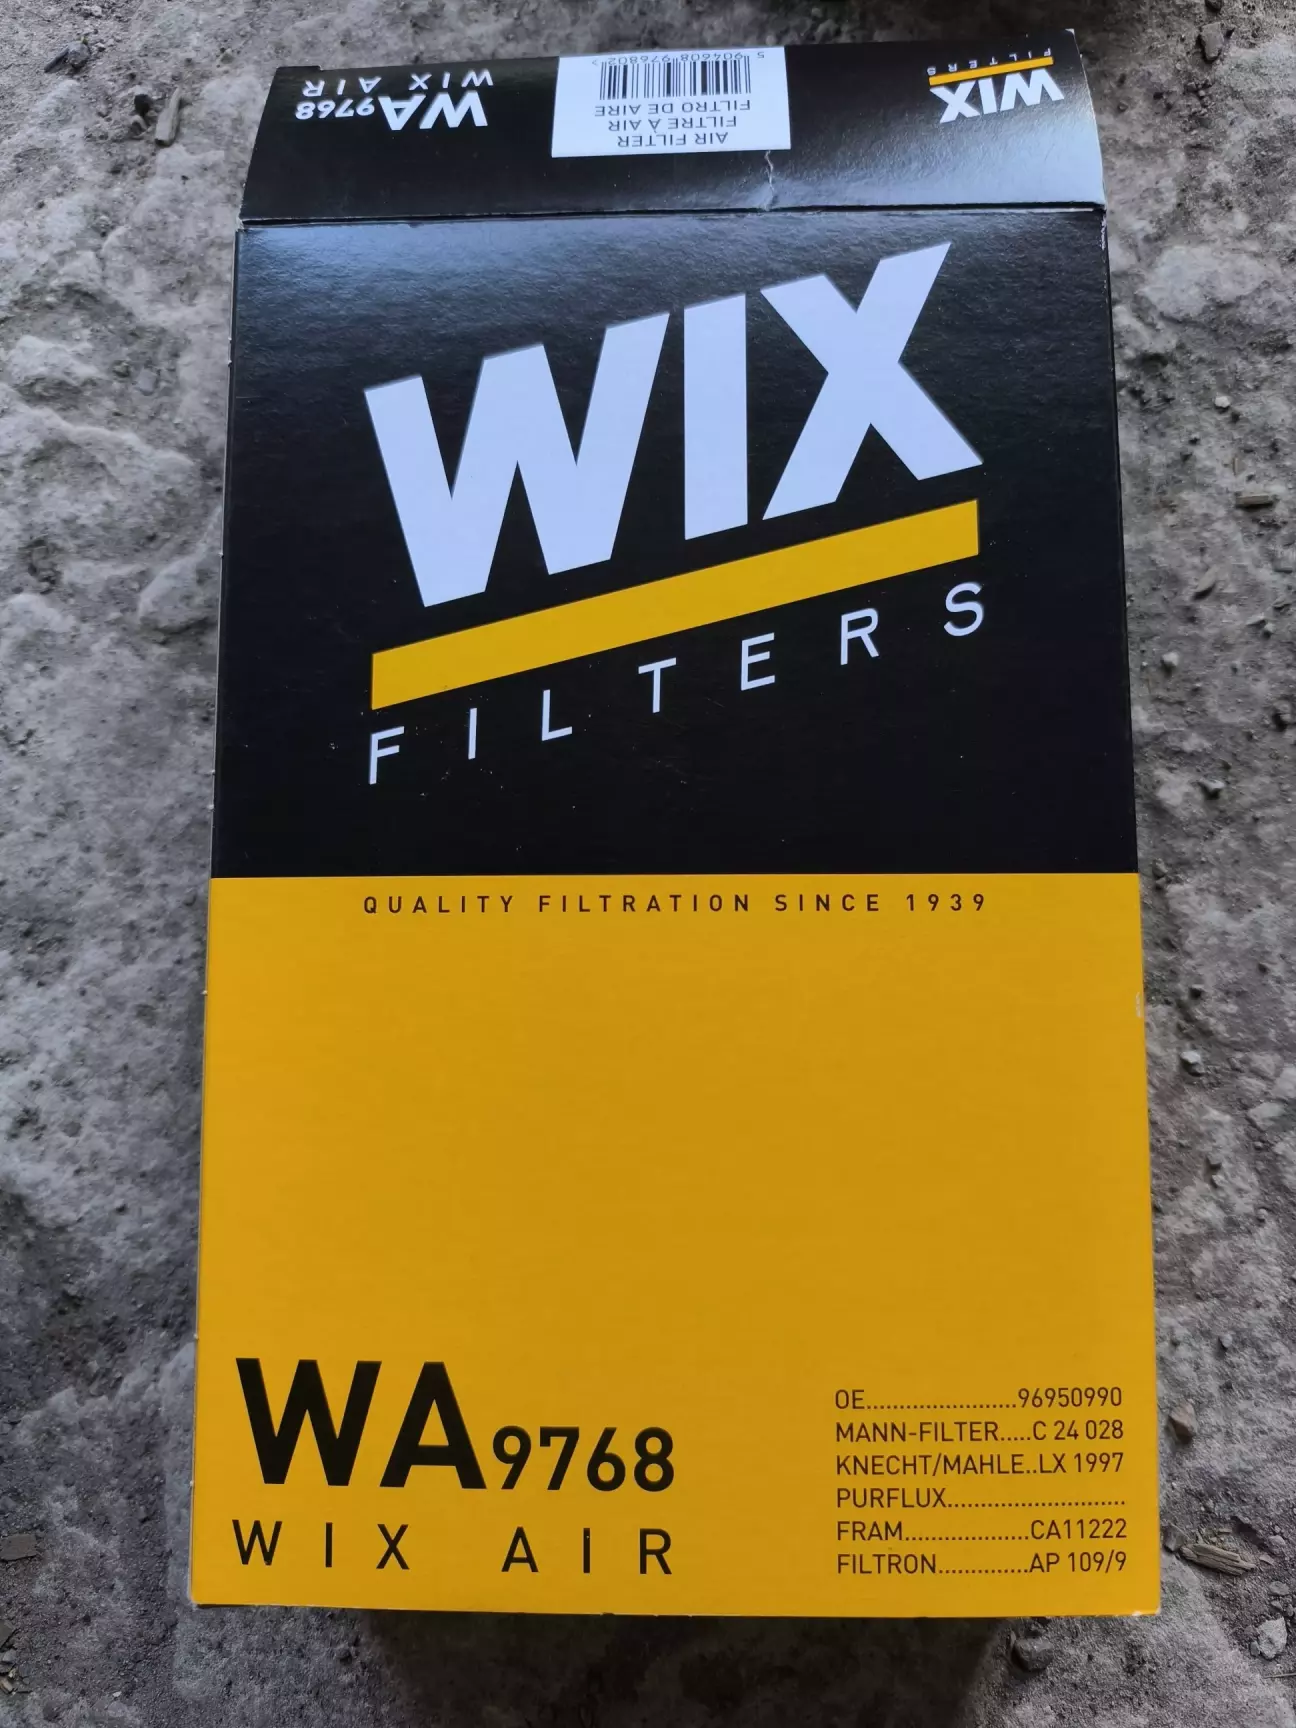 WA9768
WIX AIR
AIR FILTER
FILTRE À AIR
FILTRO DE AIRE
5 904608 976802 >
WIX
FILTERS
WIX
FILTERS
QUALITY FILTRATION SINCE 1939
WA9768
WIX AIR
OE......................96950990
MANN-FILTER.....C 24 028
KNECHT/MAHLE..LX 1997
PURFLUX...........................
FRAM...................CA11222
FILTRON..............AP 109/9